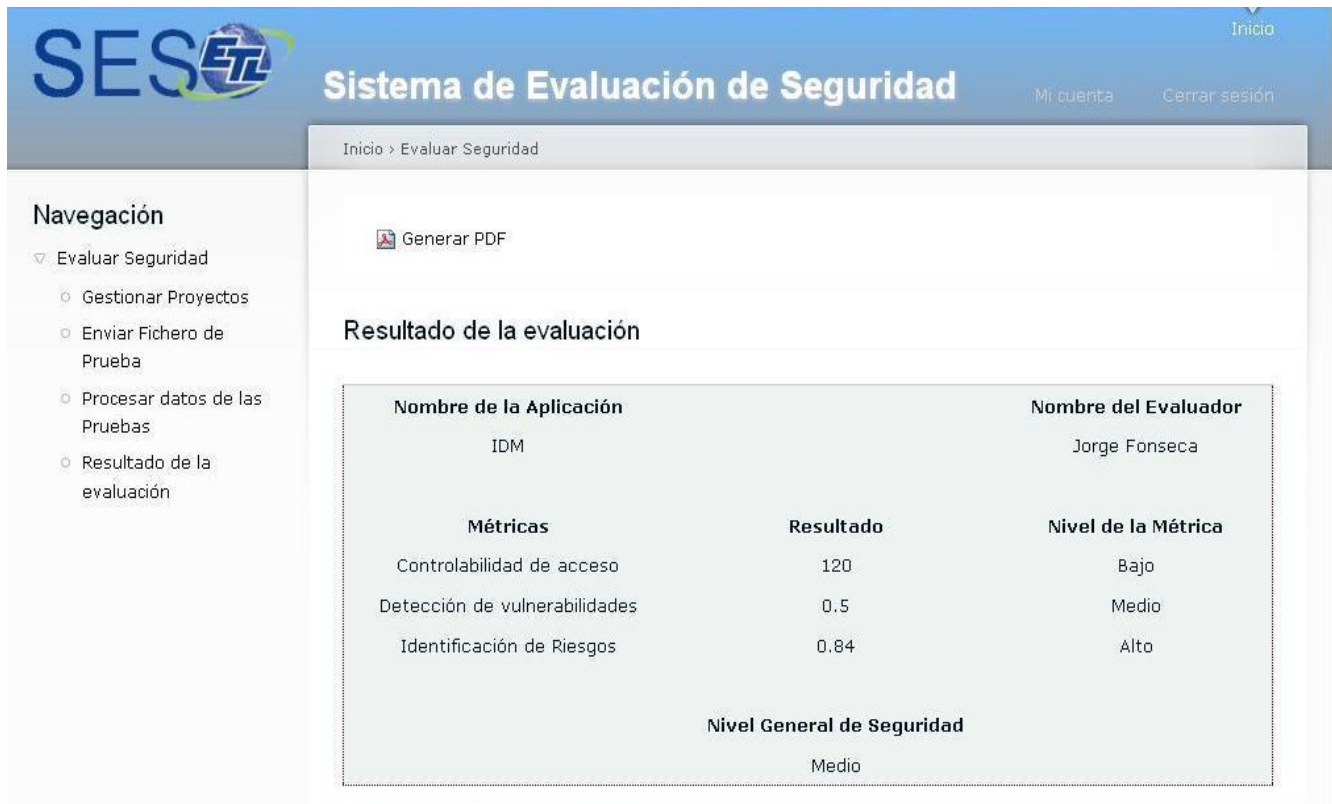 SES ETL
Inicio
Sistema de Evaluación de Seguridad
Mi cuenta Cerrar sesión
Inicio › Evaluar Seguridad
Navegación
Evaluar Seguridad
Gestionar Proyectos
Enviar Fichero de
Prueba
Procesar datos de las
Pruebas
Resultado de la
evaluación
Generar PDF
Resultado de la evaluación
Nombre de la Aplicación Nombre del Evaluador
IDM Jorge Fonseca
Métricas Resultado Nivel de la Métrica
Controlabilidad de acceso 120 Bajo
Detección de vulnerabilidades 0.5 Medio
Identificación de Riesgos 0.84 Alto
Nivel General de Seguridad
Medio